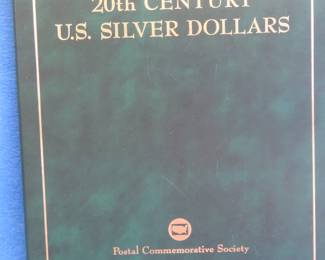 20th CENTURY
U.S. SILVER DOLLARS
Postal Commemorative Society